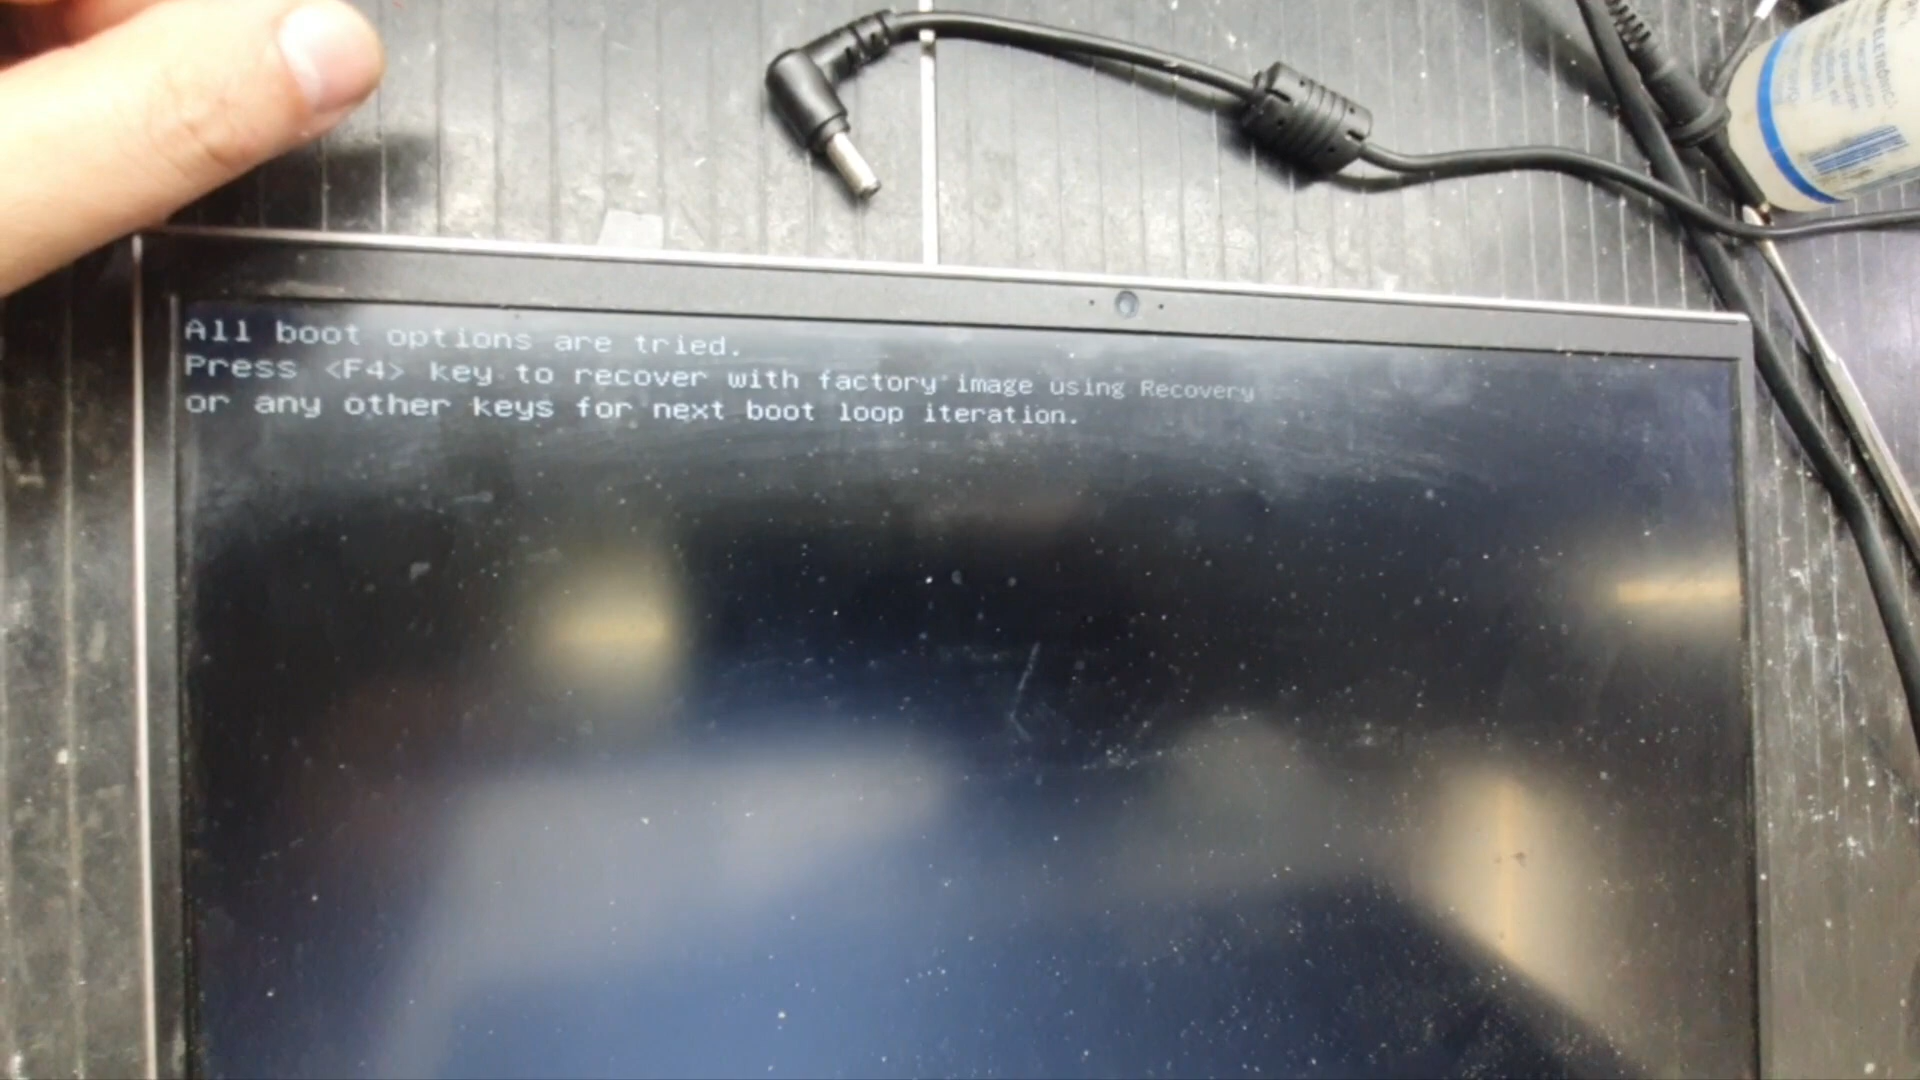 All boot options are tried.
Press <F4> key to recover with factory image using Recovery
or any other keys for next boot loop iteration.